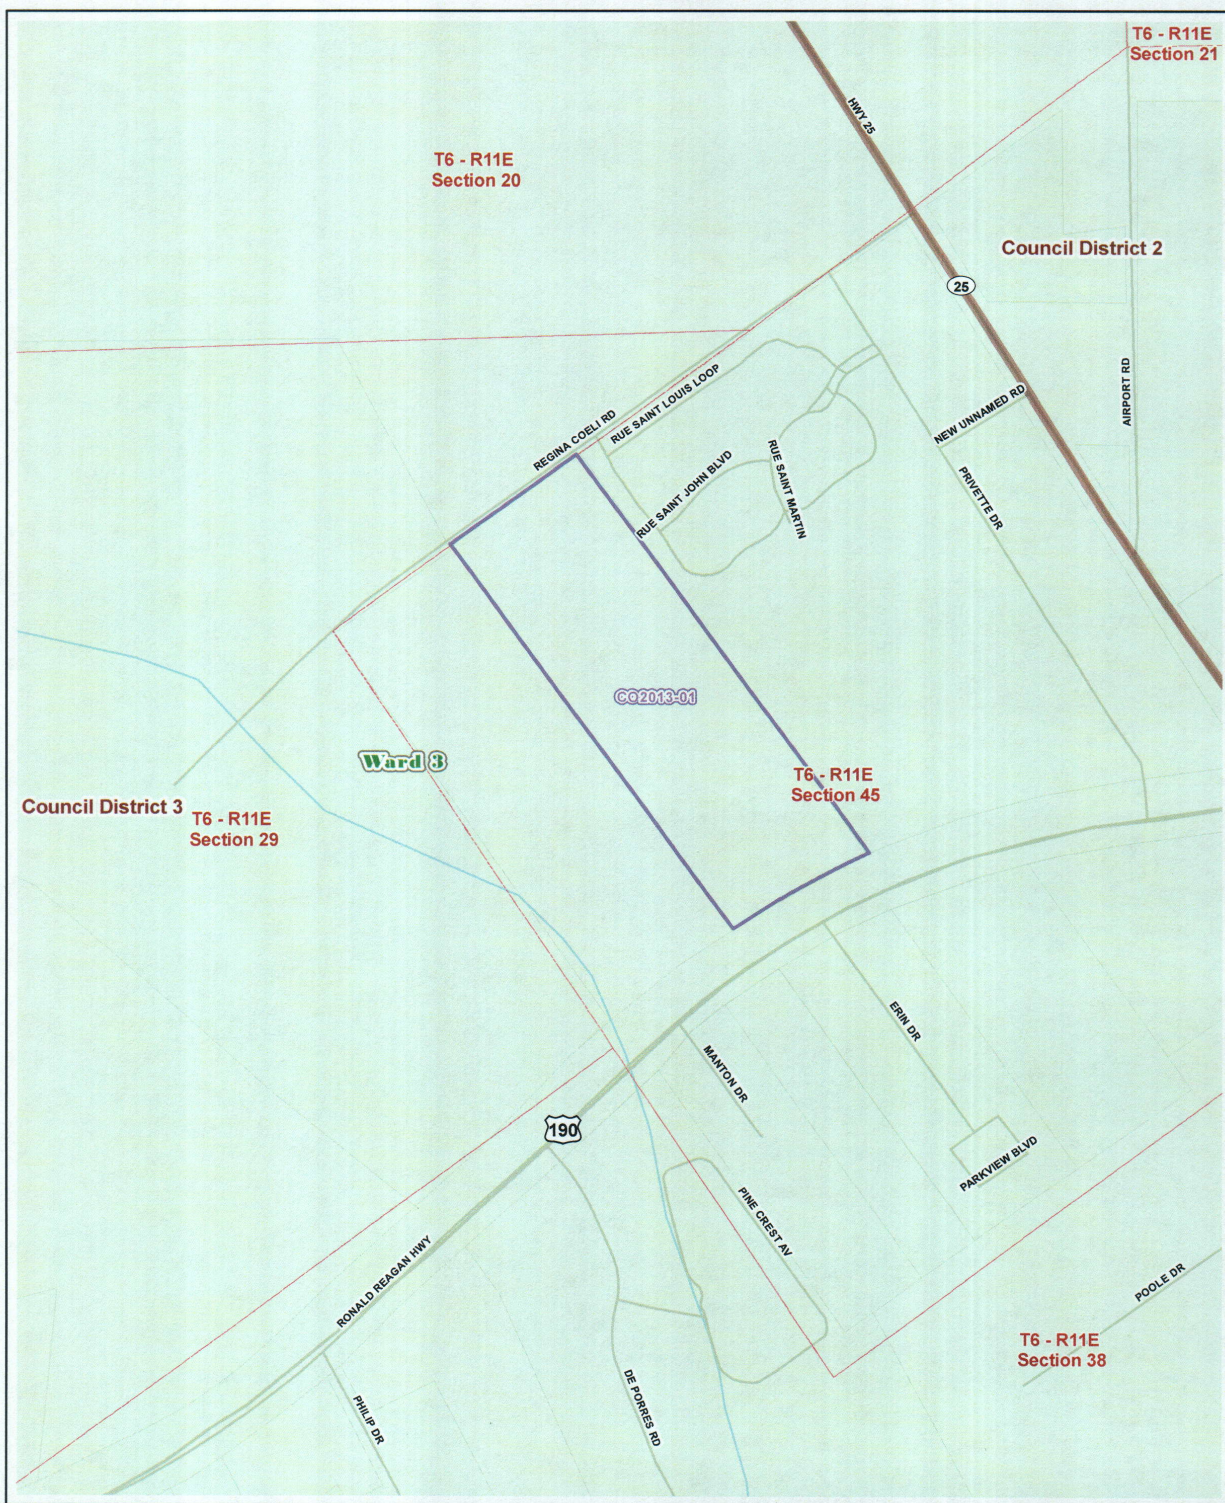 T6 - R11E
Section 21
HWY 25
T6 - R11E
Section 20
Council District 2
25
AIRPORT RD
RUE SAINT LOUIS LOOP
NEW UNNAMED RD
REGINA COELI RD
RUE SAINT JOHN BLVD
RUE SAINT MARTIN
PRIVETTE DR
CO2013-01
Ward 3
T6 - R11E
Section 45
Council District 3
T6 - R11E
Section 29
ERIN DR
MANTON DR
190
PARKVIEW BLVD
PINE CREST AV
RONALD REAGAN HWY
POOLE DR
T6 - R11E
Section 38
DE PORRES RD
PHILIP DR